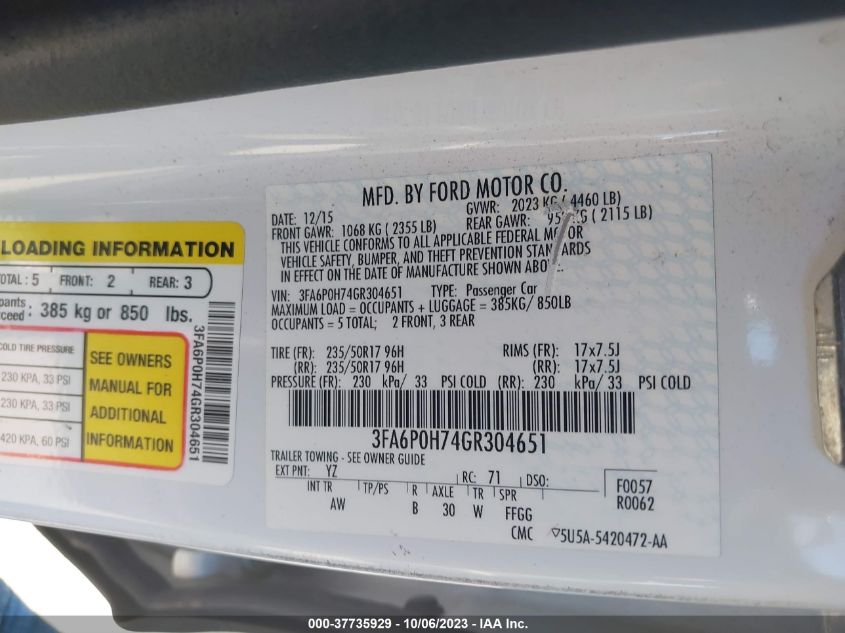 LOADING INFORMATION
TOTAL: 5 FRONT: 2 REAR: 3
385 kg or 850 lbs.
COLD TIRE PRESSURE
230 KPA, 33 PSI
230 KPA, 33 PSI
420 KPA, 60 PSI
SEE OWNERS
MANUAL FOR
ADDITIONAL
INFORMATION
3FA6P0H74GR304651
MFD. BY FORD MOTOR CO.
DATE: 12/15 GVWR: 2023 KG ( 4460 LB)
FRONT GAWR: 1068 KG ( 2355 LB) REAR GAWR: KG ( 2115 LB)
THIS VEHICLE CONFORMS TO ALL APPLICABLE FEDERAL MOTOR
VEHICLE SAFETY, BUMPER, AND THEFT PREVENTION STANDARDS
IN EFFECT ON THE DATE OF MANUFACTURE SHOWN ABOVE.
VIN: 3FA6P0H74GR304651 TYPE: Passenger Car
MAXIMUM LOAD = OCCUPANTS + LUGGAGE = 385KG/ 850LB
OCCUPANTS = 5 TOTAL; 2 FRONT, 3 REAR
TIRE (FR): 235/50R17 96H RIMS (FR): 17x7.5J
(RR): 235/50R17 96H (RR): 17x7.5J
PRESSURE (FR): 230 kPa/ 33 PSI COLD (RR): 230 kPa/ 33 PSI COLD
3FA6P0H74GR304651
TRAILER TOWING - SEE OWNER GUIDE
EXT PNT: YZ RC: 71 DSO: F0057
R0062
INT TR TP/PS R AXLE TR SPR
AW B 30 W FFGG
CMC ▽5U5A-5420472-AA
000-37735929 - 10/06/2023 - IAAI.com.